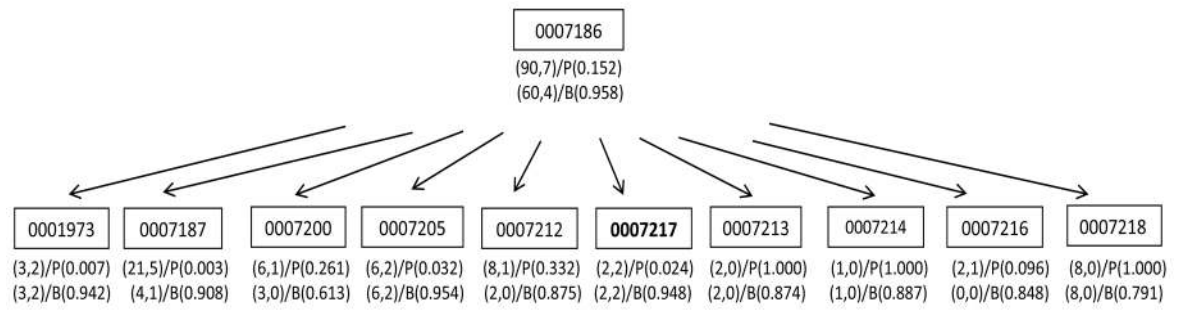 0007186
(90,7)/P(0.152)
(60,4)/B(0.958)
0001973 0007187 0007200 0007205 0007212 0007217 0007213 0007214 0007216 0007218
(3,2)/P(0.007) (21,5)/P(0.003) (6,1)/P(0.261) (6,2)/P(0.032) (8,1)/P(0.332) (2,2)/P(0.024) (2,0)/P(1.000) (1,0)/P(1.000) (2,1)/P(0.096) (8,0)/P(1.000)
(3,2)/B(0.942) (4,1)/B(0.908) (3,0)/B(0.613) (6,2)/B(0.954) (2,0)/B(0.875) (2,2)/B(0.948) (2,0)/B(0.874) (1,0)/B(0.887) (0,0)/B(0.848) (8,0)/B(0.791)